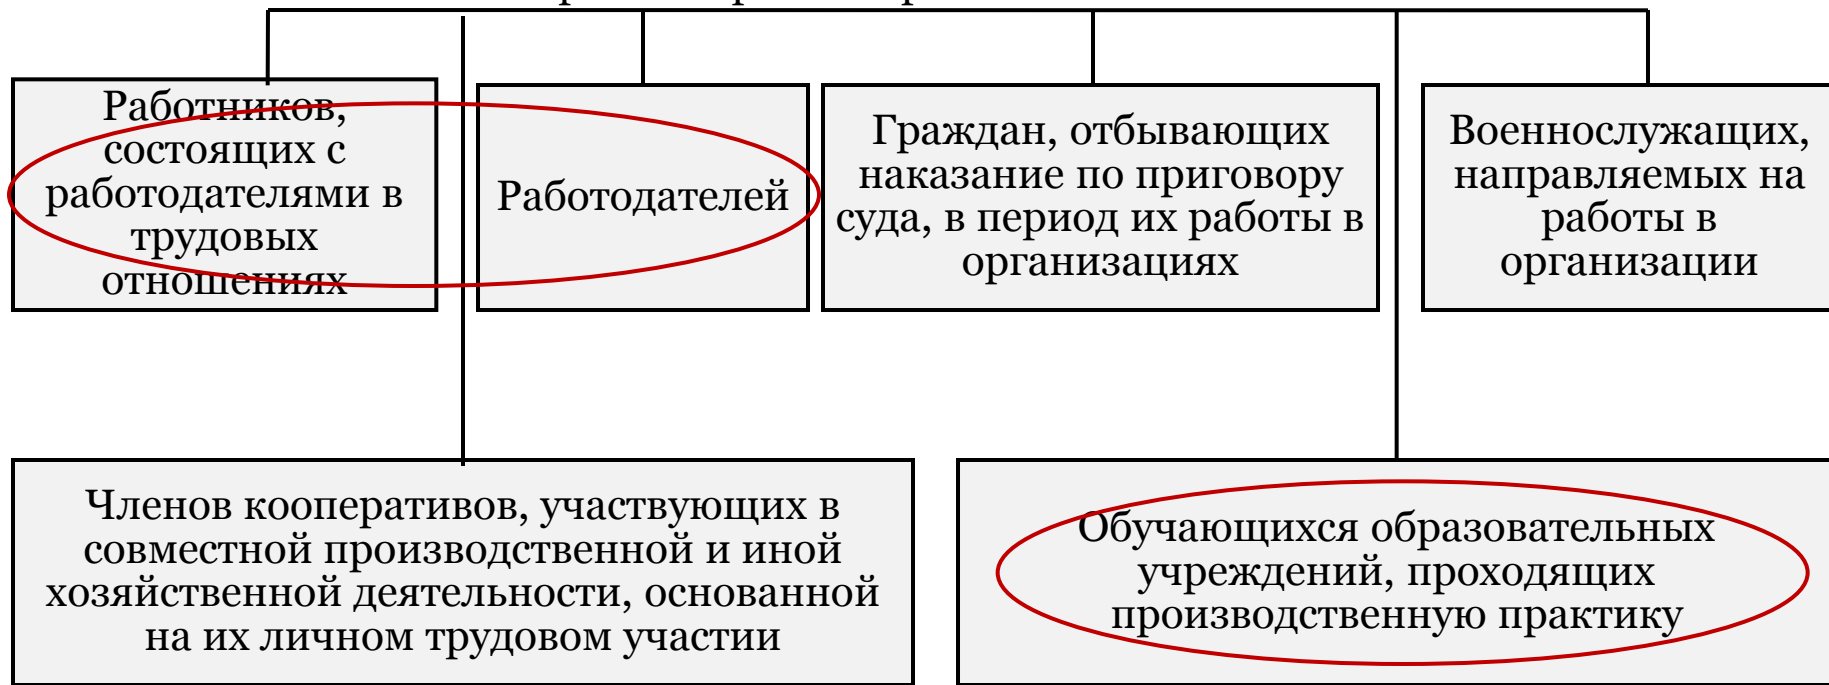 Работников,
состоящих с
работодателями в
трудовых
отношениях
Работодателей
Граждан, отбывающих
наказание по приговору
суда, в период их работы в
организациях
Военнослужащих,
направляемых на
работы в
организации
Членов кооперативов, участвующих в
совместной производственной и иной
хозяйственной деятельности, основанной
на их личном трудовом участии
Обучающихся образовательных
учреждений, проходящих
производственную практику